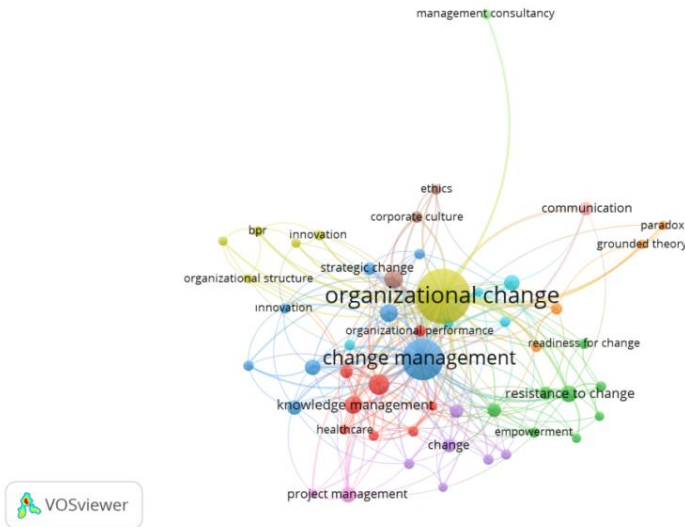 management consultancy
ethics
communication
corporate culture
paradox
bpr
innovation
grounded theory
strategic change
organizational structure
organizational change
innovation
organizational performance
readiness for change
change management
resistance to change
knowledge management
healthcare
empowerment
change
project management
VOSviewer